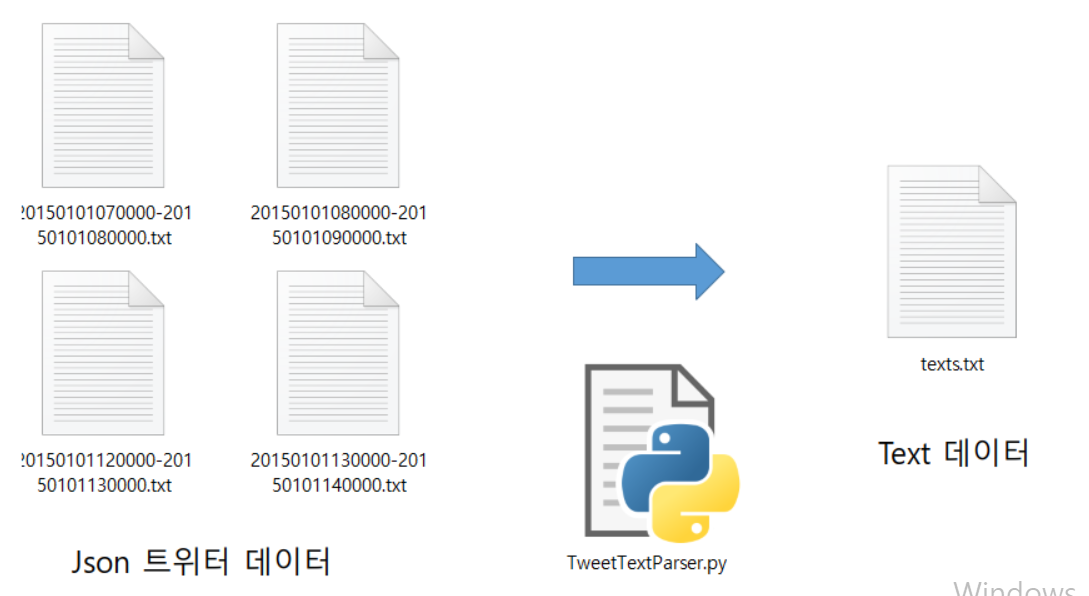 20150101070000-201
50101080000.txt
20150101080000-201
50101090000.txt
20150101120000-201
50101130000.txt
20150101130000-201
50101140000.txt
Json 트위터 데이터
TweetTextParser.py
texts.txt
Text 데이터
Windows